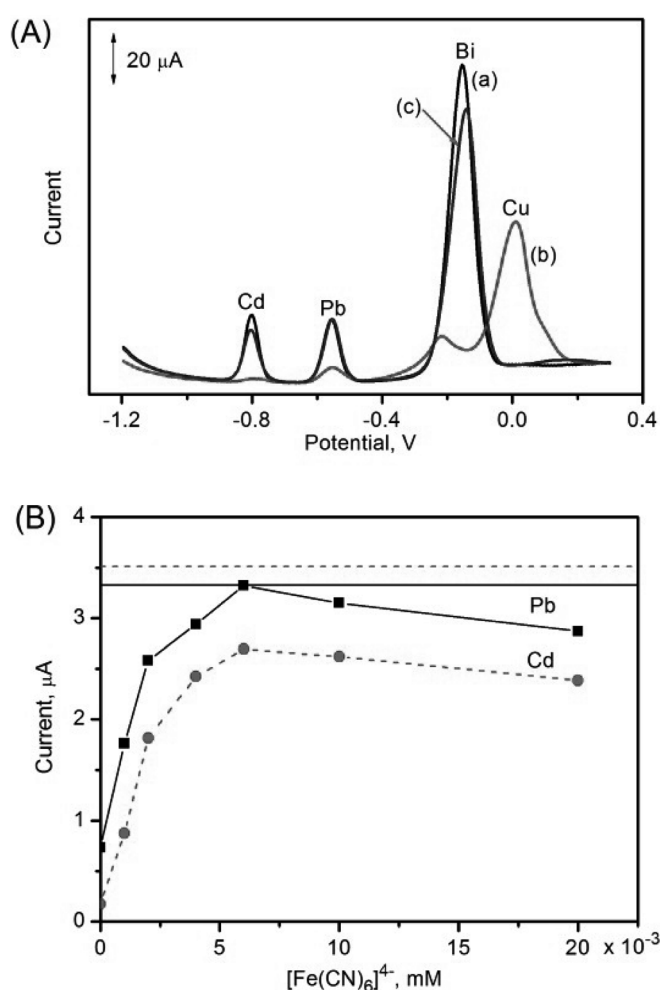 (A)
20 μA
Bi
(a)
(c)
Cu
(b)
Cd
Pb
Current
-1.2
-0.8
-0.4
0.0
0.4
Potential, V
(B)
4
3
2
1
0
Pb
Cd
Current, μA
0
5
10
15
20 x 10⁻³
[Fe(CN)₆]⁴⁻, mM